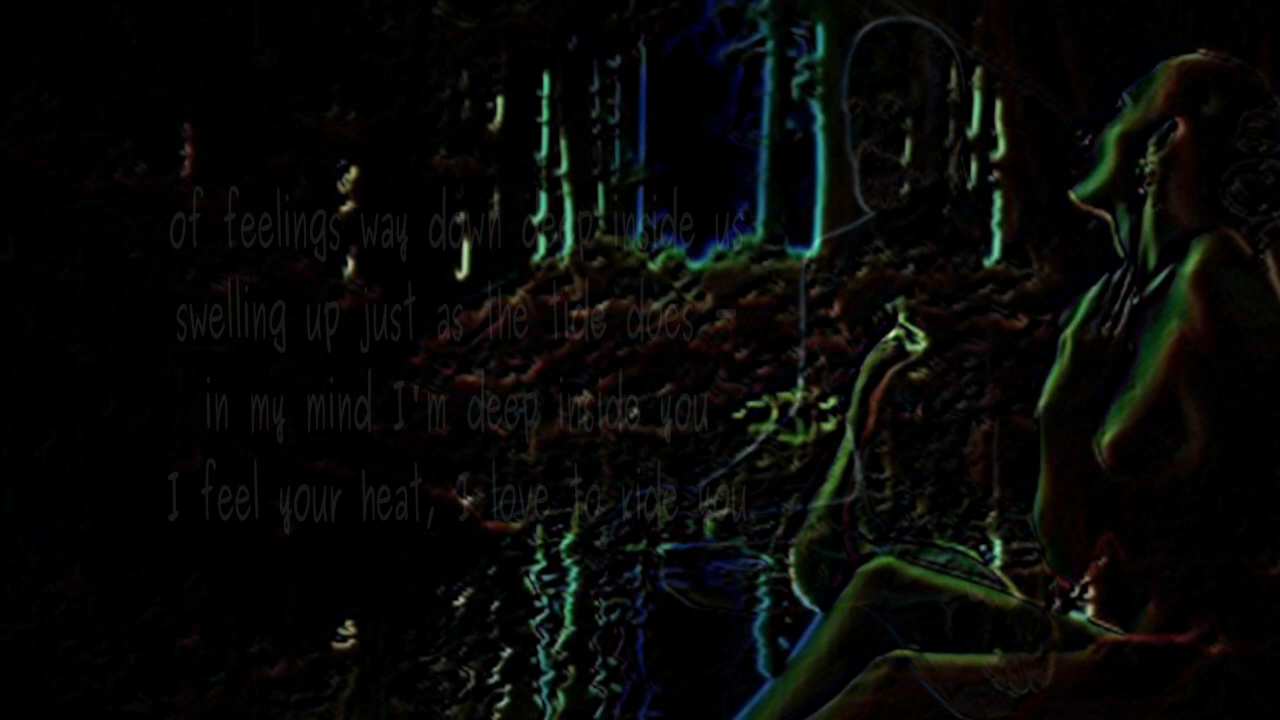 of feelings way down deep inside us
swelling up just as the tide does -
in my mind I'm deep inside you
I feel your heat, I love to ride you